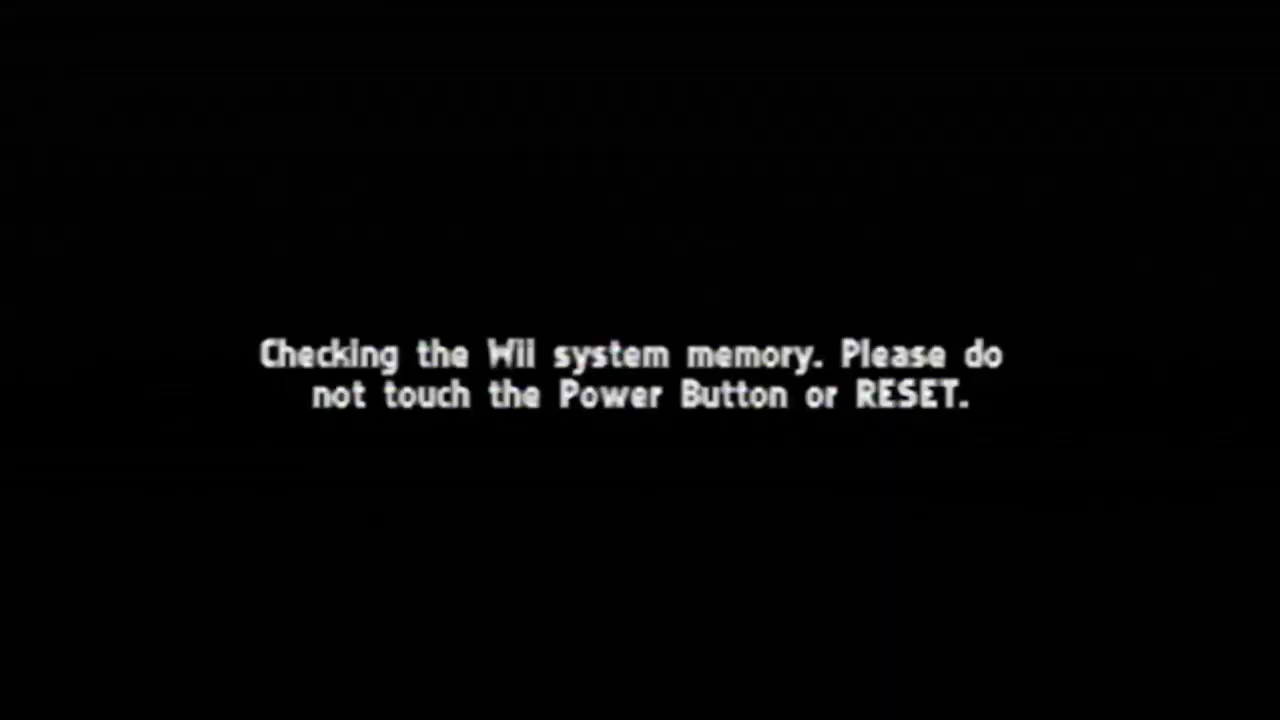 Checking the Wii system memory. Please do
not touch the Power Button or RESET.